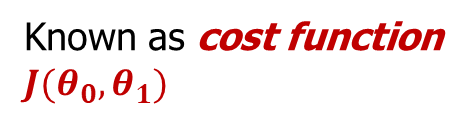 Known as cost function
J(θ₀, θ₁)